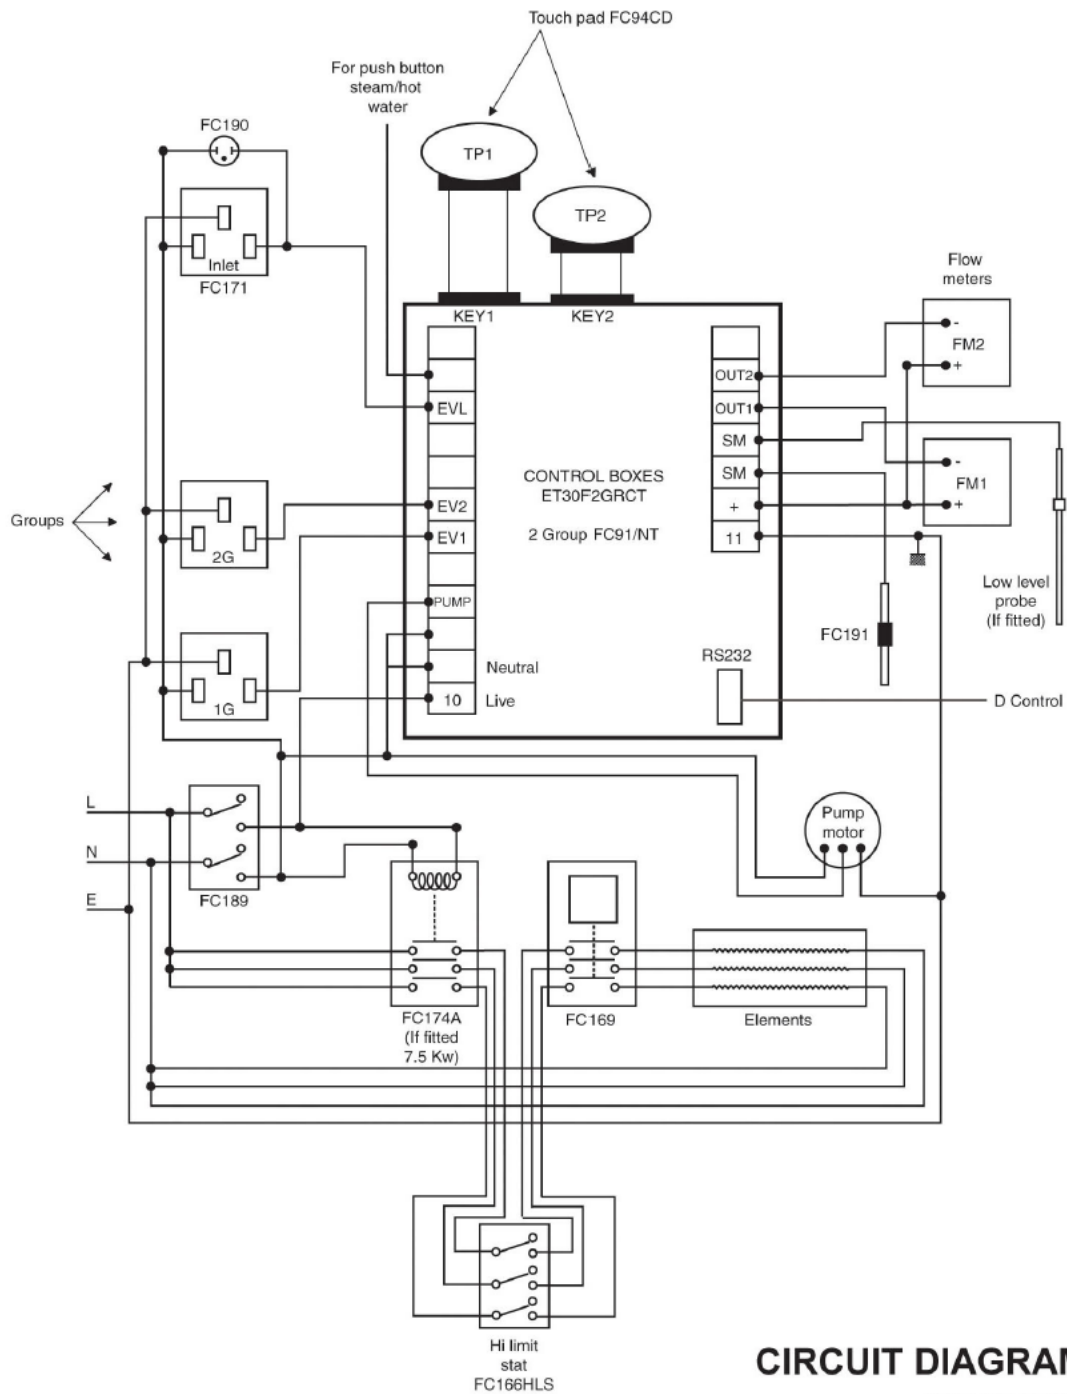 Touch pad FC94CD
For push button
steam/hot
water
FC190
TP1
TP2
Inlet
FC171
KEY1
KEY2
Flow
meters
FM2
-
+
OUT2
EVL
OUT1
SM
SM
FM1
-
+
CONTROL BOXES
ET30F2GRCT
2 Group FC91/NT
EV2
EV1
+
11
Groups
2G
PUMP
Low level
probe
(If fitted)
FC191
Neutral
RS232
1G
10
Live
D Control
L
N
E
FC189
Pump
motor
FC174A
(If fitted
7.5 Kw)
FC169
Elements
Hi limit
stat
FC166HLS